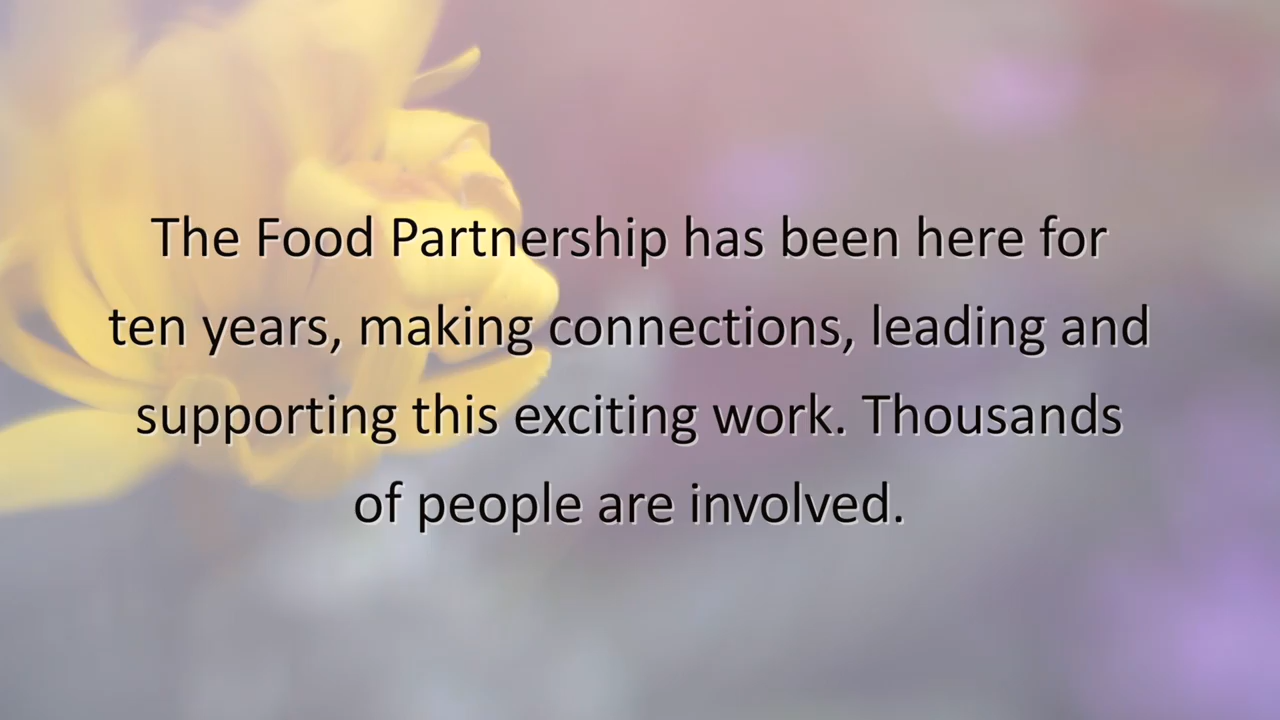 The Food Partnership has been here for
ten years, making connections, leading and
supporting this exciting work. Thousands
of people are involved.